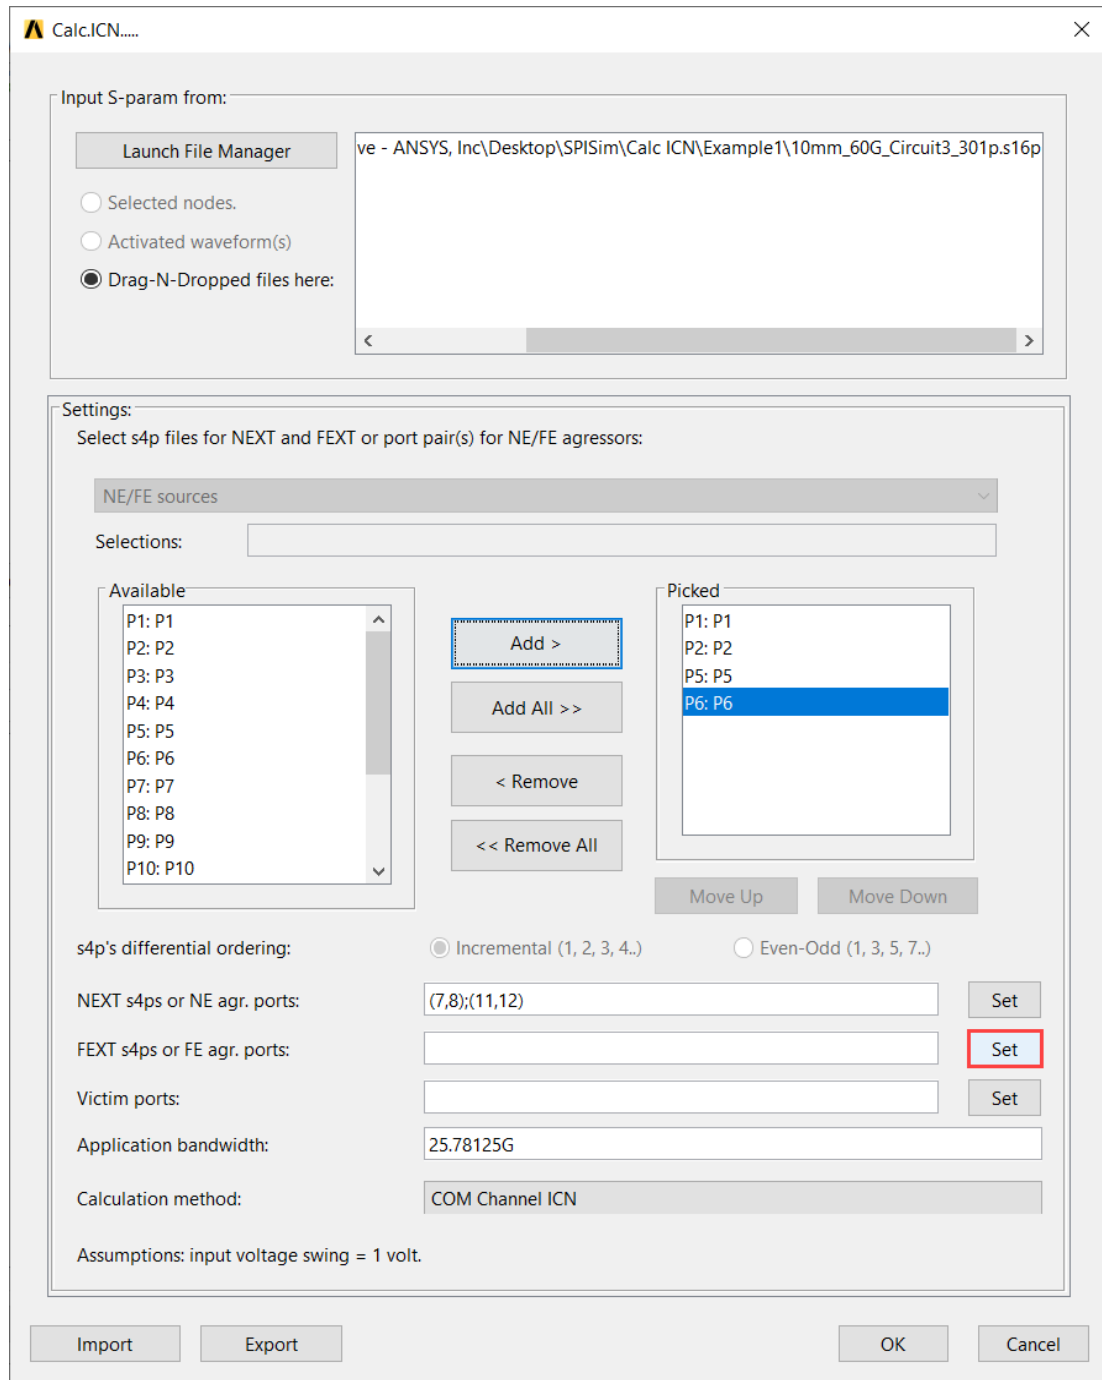 Calc.ICN.....
Input S-param from:
Launch File Manager
ve - ANSYS, Inc\Desktop\SPISim\Calc ICN\Example1\10mm_60G_Circuit3_301p.s16p
Selected nodes.
Activated waveform(s)
Drag-N-Dropped files here:
Settings:
Select s4p files for NEXT and FEXT or port pair(s) for NE/FE agressors:
NE/FE sources
Selections:
Available
P1: P1
P2: P2
P3: P3
P4: P4
P5: P5
P6: P6
P7: P7
P8: P8
P9: P9
P10: P10
Add >
Add All >>
< Remove
<< Remove All
Picked
P1: P1
P2: P2
P5: P5
P6: P6
Move Up
Move Down
s4p's differential ordering:
Incremental (1, 2, 3, 4..)
Even-Odd (1, 3, 5, 7..)
NEXT s4ps or NE agr. ports:
(7,8);(11,12)
Set
FEXT s4ps or FE agr. ports:
Set
Victim ports:
Set
Application bandwidth:
25.78125G
Calculation method:
COM Channel ICN
Assumptions: input voltage swing = 1 volt.
Import
Export
OK
Cancel